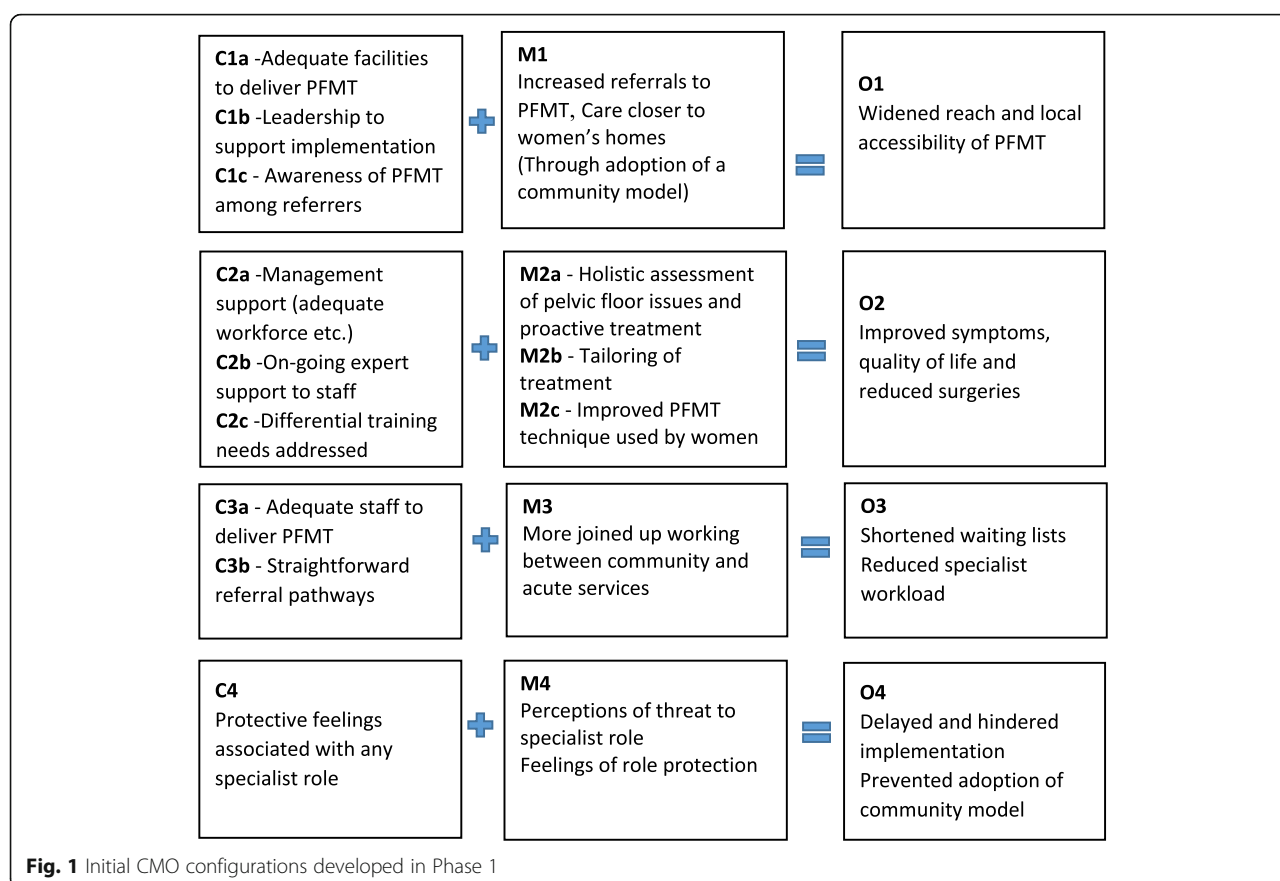 C1a -Adequate facilities
to deliver PFMT
C1b -Leadership to
support implementation
C1c - Awareness of PFMT
among referrers
M1
Increased referrals to
PFMT, Care closer to
women's homes
(Through adoption of a
community model)
O1
Widened reach and local
accessibility of PFMT
C2a -Management
support (adequate
workforce etc.)
C2b -On-going expert
support to staff
C2c -Differential training
needs addressed
M2a - Holistic assessment
of pelvic floor issues and
proactive treatment
M2b - Tailoring of
treatment
M2c - Improved PFMT
technique used by women
O2
Improved symptoms,
quality of life and
reduced surgeries
C3a - Adequate staff to
deliver PFMT
C3b - Straightforward
referral pathways
M3
More joined up working
between community and
acute services
O3
Shortened waiting lists
Reduced specialist
workload
C4
Protective feelings
associated with any
specialist role
M4
Perceptions of threat to
specialist role
Feelings of role protection
O4
Delayed and hindered
implementation
Prevented adoption of
community model
Fig. 1 Initial CMO configurations developed in Phase 1